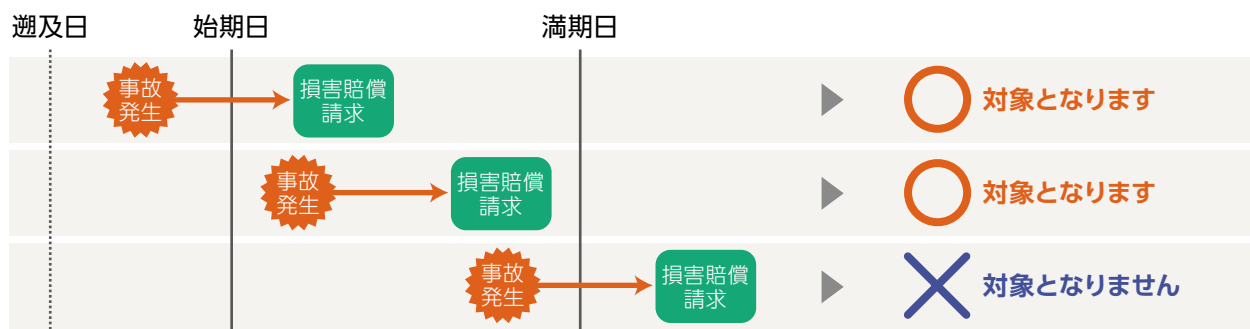 遡及日
始期日
満期日
事故
発生
損害賠償
請求
対象となります
事故
発生
損害賠償
請求
対象となります
事故
発生
損害賠償
請求
対象となりません